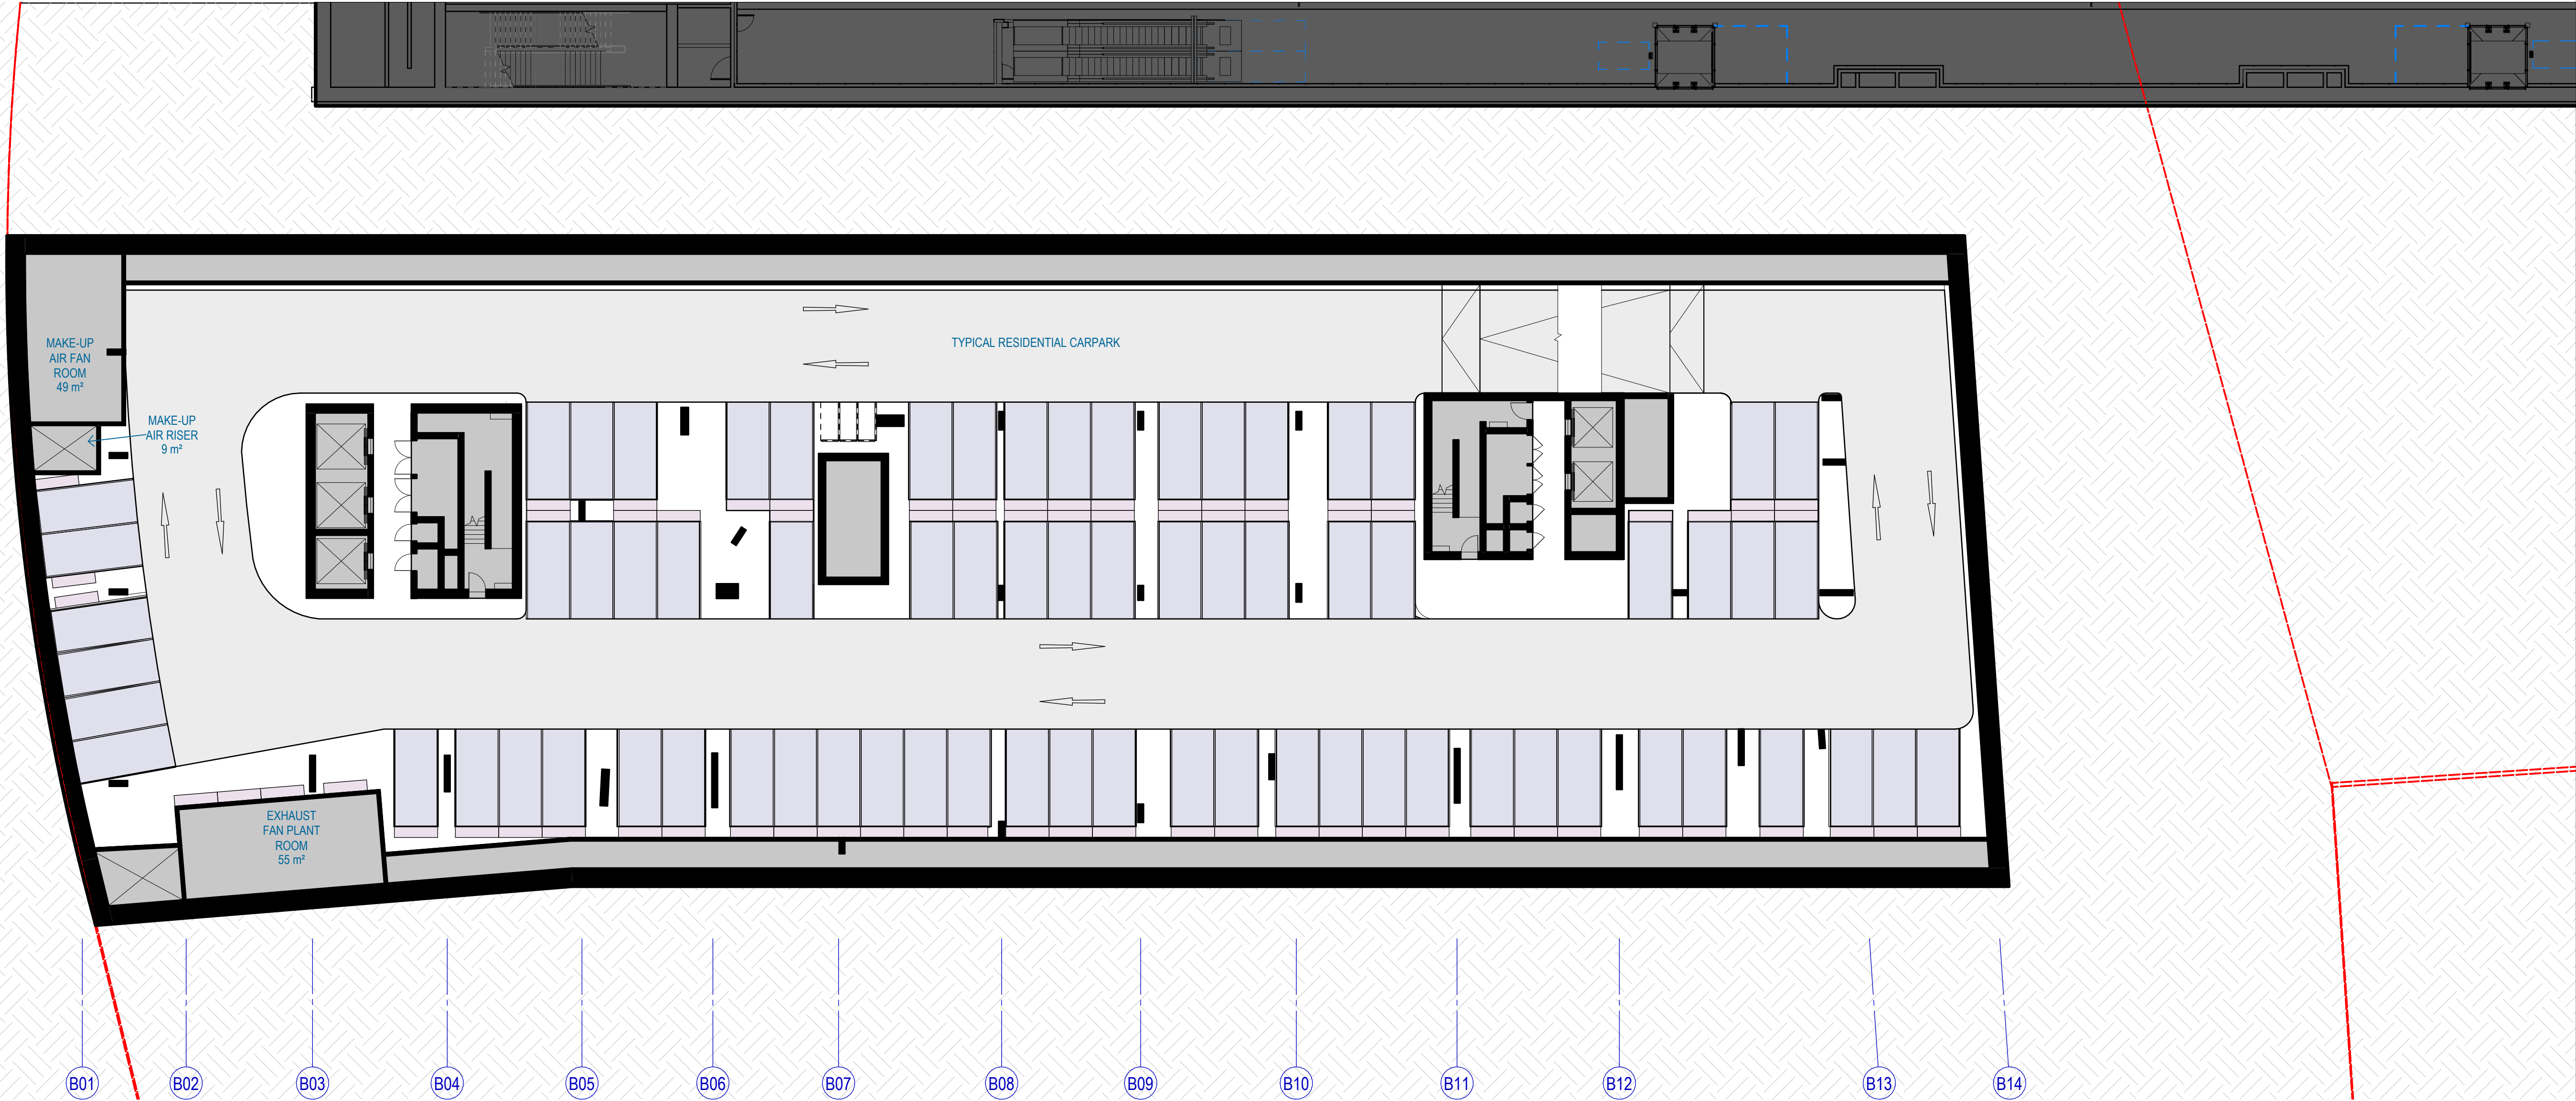 TYPICAL RESIDENTIAL CARPARK
MAKE-UP
AIR FAN
ROOM
49 m²
MAKE-UP
AIR RISER
9 m²
EXHAUST
FAN PLANT
ROOM
55 m²
B01
B02
B03
B04
B05
B06
B07
B08
B09
B10
B11
B12
B13
B14